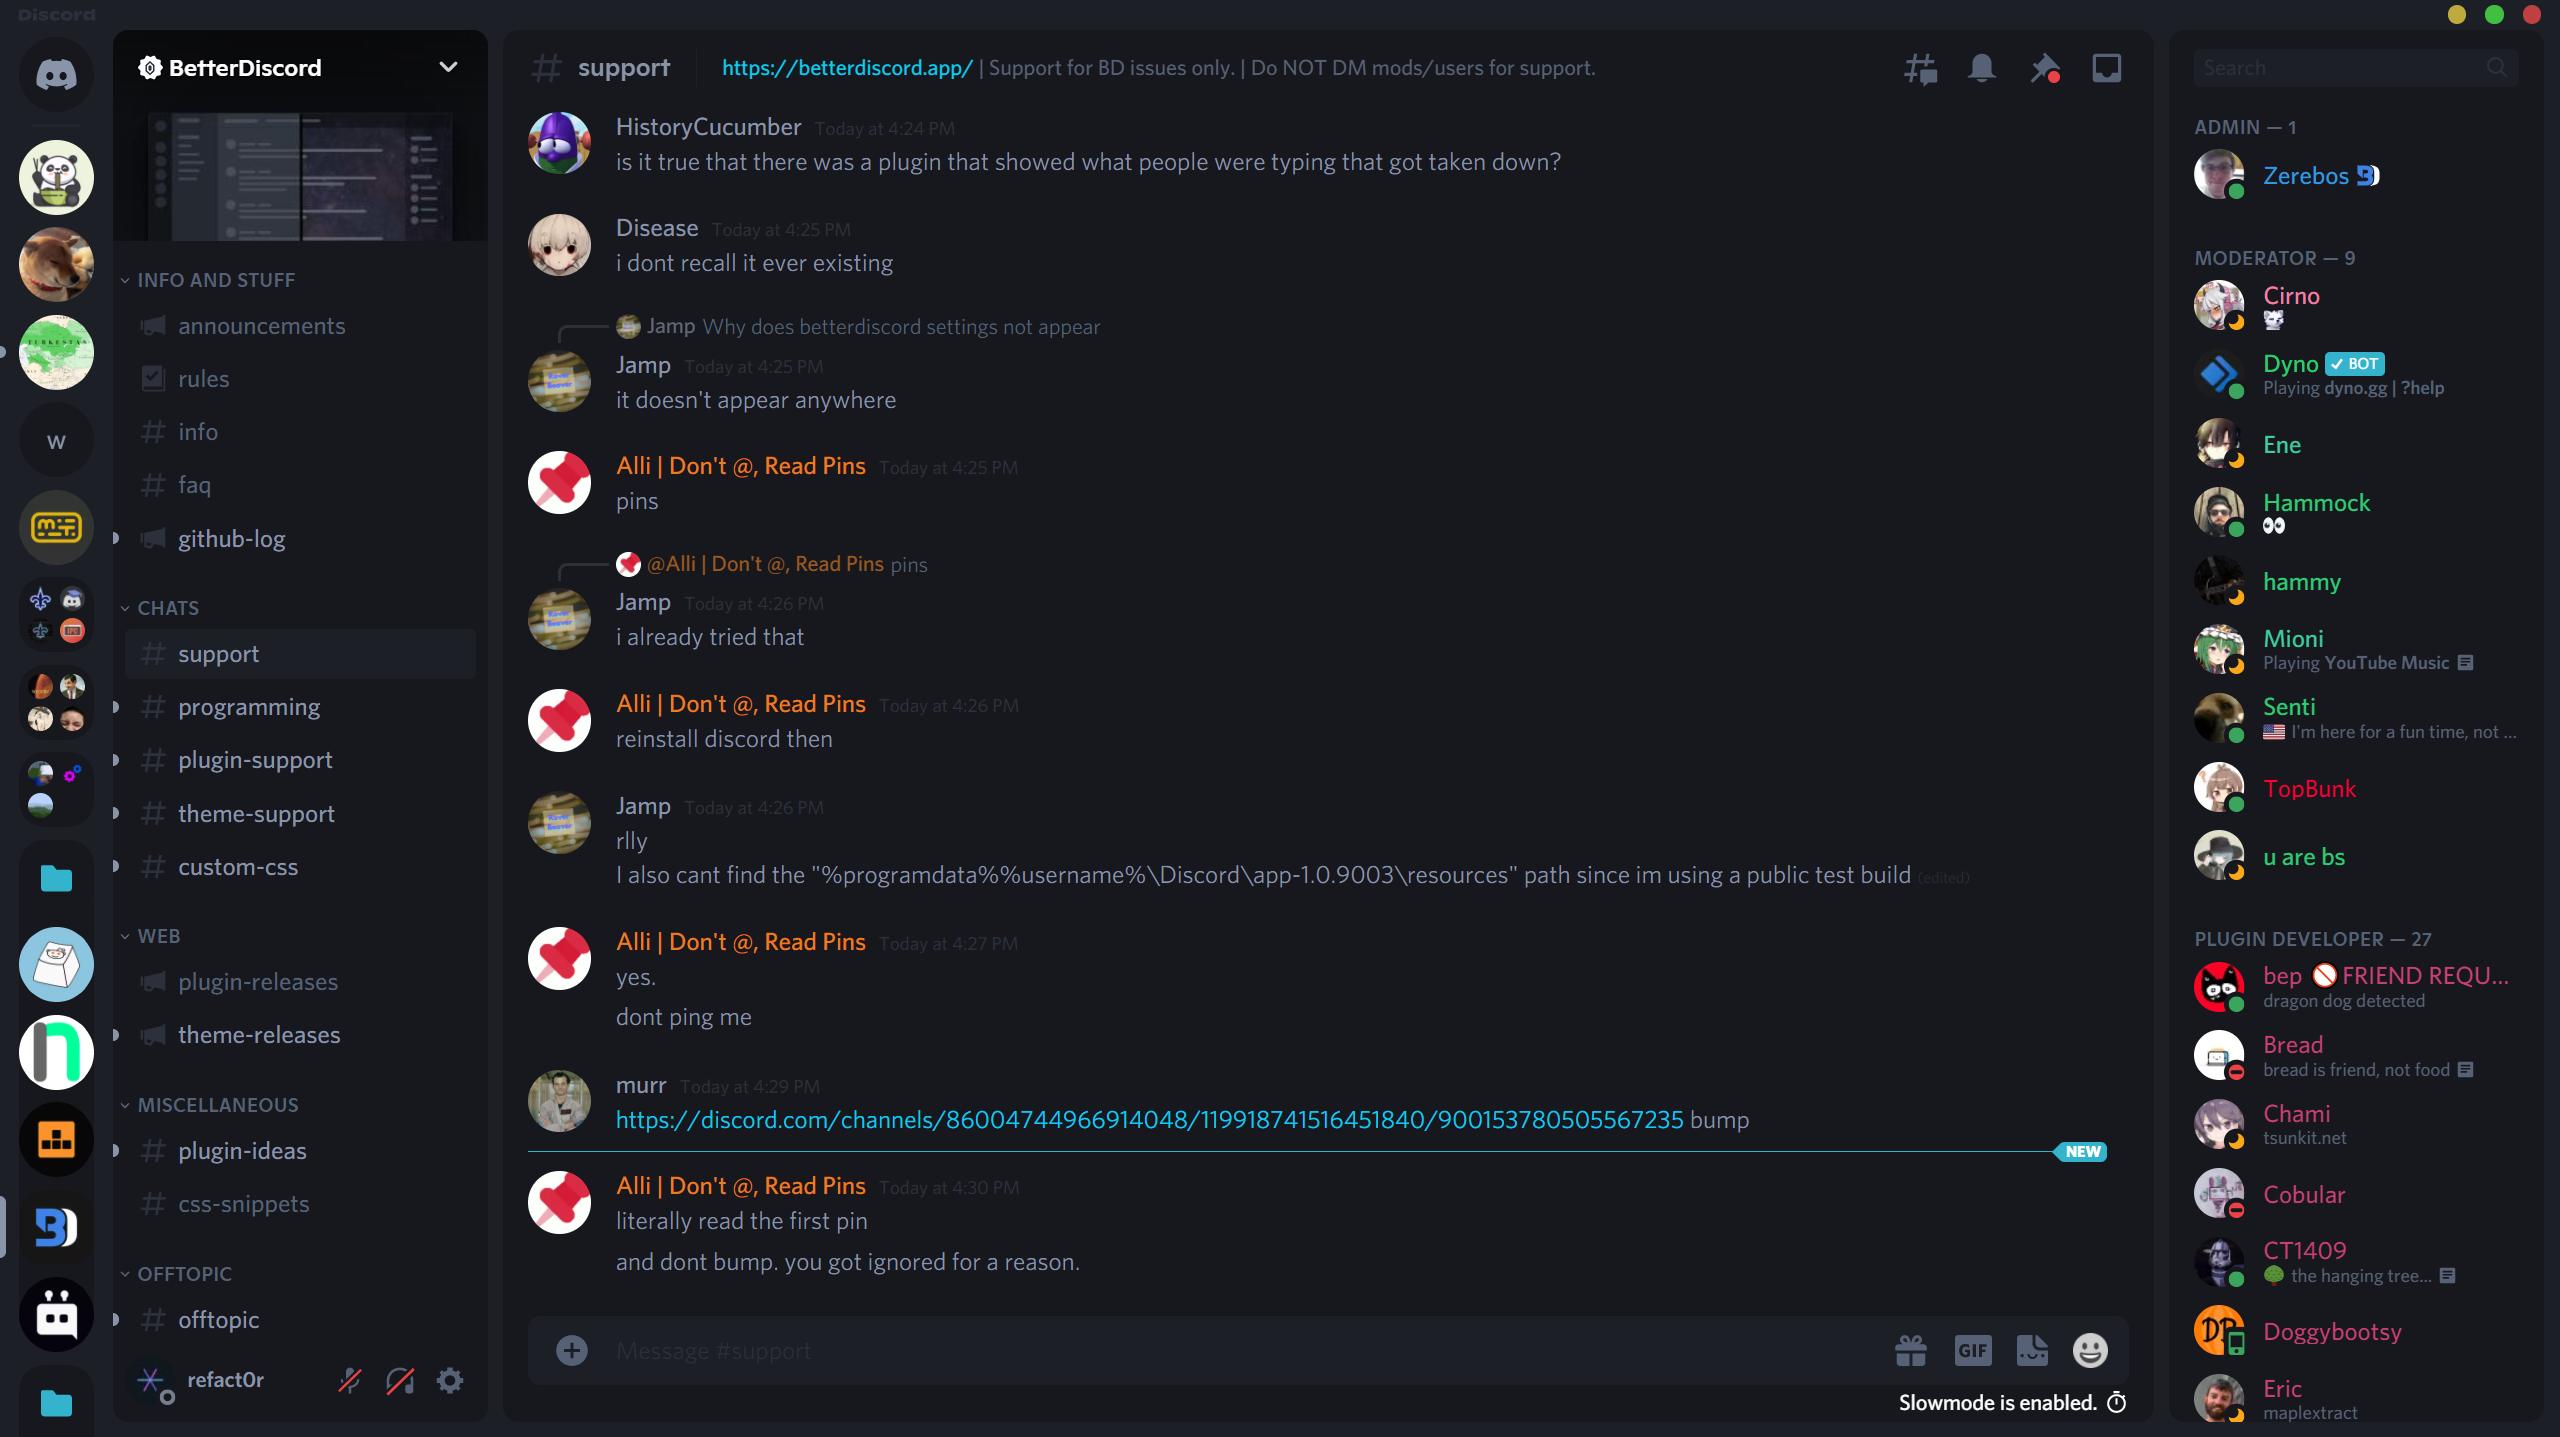 Discord
BetterDiscord
INFO AND STUFF
announcements
rules
info
faq
github-log
CHATS
support
programming
plugin-support
theme-support
custom-css
WEB
plugin-releases
theme-releases
MISCELLANEOUS
plugin-ideas
css-snippets
OFFTOPIC
offtopic
refact0r
w
support
https://betterdiscord.app/ | Support for BD issues only. | Do NOT DM mods/users for support.
HistoryCucumber Today at 4:24 PM
is it true that there was a plugin that showed what people were typing that got taken down?
Disease Today at 4:25 PM
i dont recall it ever existing
Jamp Why does betterdiscord settings not appear
Jamp Today at 4:25 PM
it doesn't appear anywhere
Alli | Don't @, Read Pins Today at 4:25 PM
pins
@Alli | Don't @, Read Pins pins
Jamp Today at 4:26 PM
i already tried that
Alli | Don't @, Read Pins Today at 4:26 PM
reinstall discord then
Jamp Today at 4:26 PM
rlly
I also cant find the "%programdata%%username%\Discord\app-1.0.9003\resources" path since im using a public test build (edited)
Alli | Don't @, Read Pins Today at 4:27 PM
yes.
dont ping me
murr Today at 4:29 PM
https://discord.com/channels/86004744966914048/119918741516451840/900153780505567235 bump
NEW
Alli | Don't @, Read Pins Today at 4:30 PM
literally read the first pin
and dont bump. you got ignored for a reason.
Message #support
GIF
Slowmode is enabled.
Search
ADMIN — 1
Zerebos
MODERATOR — 9
Cirno
Dyno BOT
Playing dyno.gg | ?help
Ene
Hammock
hammy
Mioni
Playing YouTube Music
Senti
I'm here for a fun time, not ...
TopBunk
u are bs
PLUGIN DEVELOPER — 27
bep 🚫 FRIEND REQU...
dragon dog detected
Bread
bread is friend, not food
Chami
tsunkit.net
Cobular
CT1409
the hanging tree...
Doggybootsy
Eric
maplextract